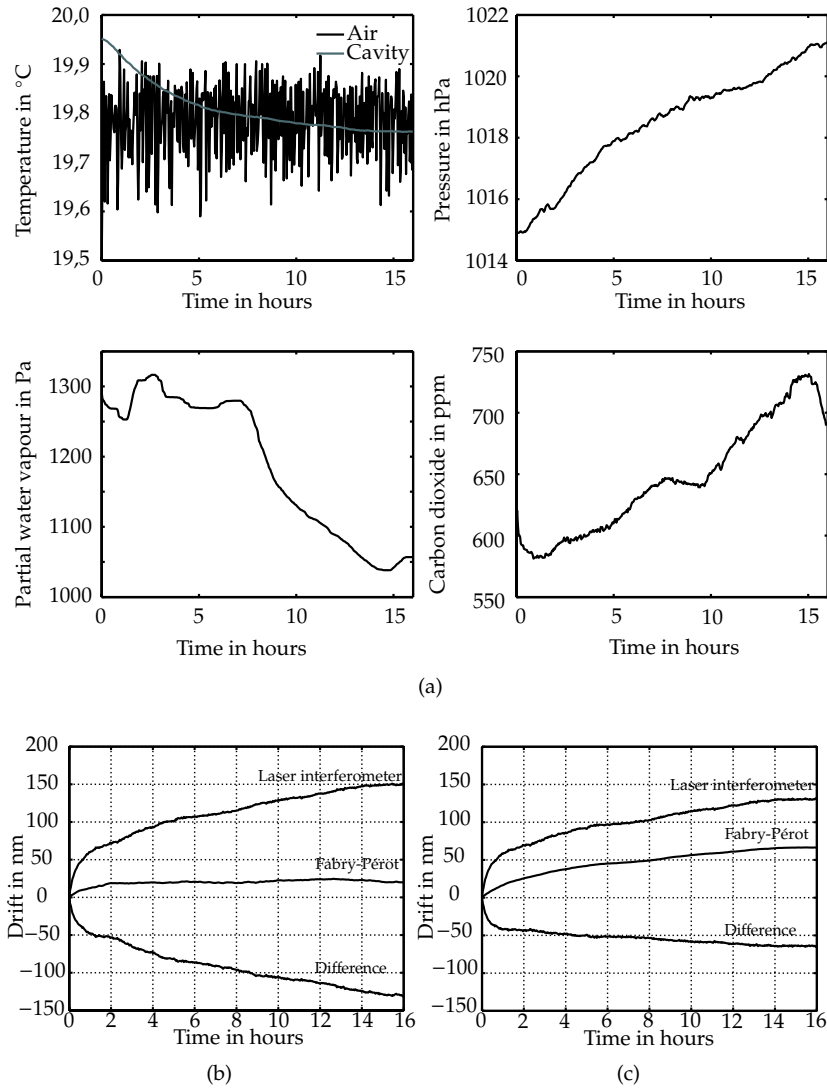 20,0
19,9
19,8
19,7
19,6
19,5
Temperature in °C
Air
Cavity
0 5 10 15
Time in hours
1022
1020
1018
1016
1014
Pressure in hPa
0 5 10 15
Time in hours
1300
1200
1100
1000
Partial water vapour in Pa
0 5 10 15
Time in hours
750
700
650
600
550
Carbon dioxide in ppm
0 5 10 15
Time in hours
(a)
200
150
100
50
0
−50
−100
−150
Drift in nm
Laser interferometer
Fabry-Pérot
Difference
0 2 4 6 8 10 12 14 16
Time in hours
(b)
200
150
100
50
0
−50
−100
−150
Drift in nm
Laser interferometer
Fabry-Pérot
Difference
0 2 4 6 8 10 12 14 16
Time in hours
(c)